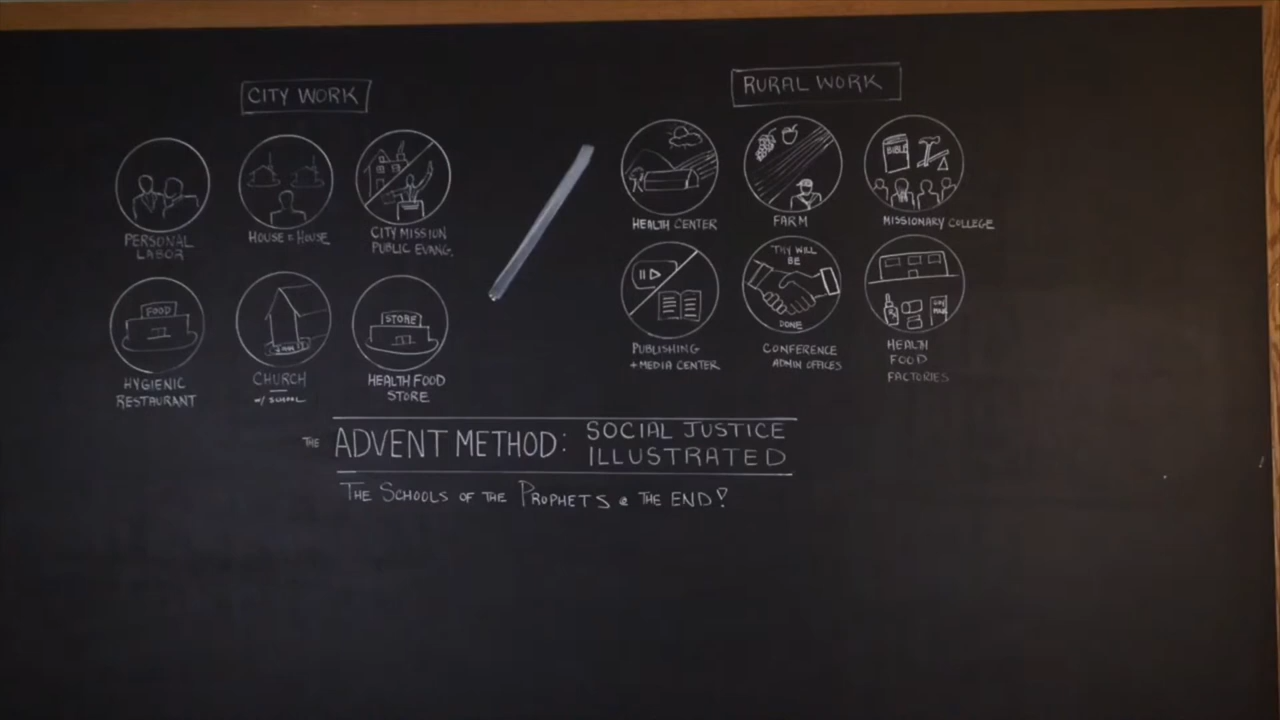 CITY WORK
PERSONAL
LABOR
HOUSE = HOUSE
CITY MISSION
PUBLIC EVANG.
FOOD
HYGIENIC
RESTAURANT
CHURCH
W/ SCHOOL
STORE
HEALTH FOOD
STORE
RURAL WORK
HEALTH CENTER
FARM
BIBLE
MISSIONARY COLLEGE
PUBLISHING
+ MEDIA CENTER
THY WILL
BE
DONE
CONFERENCE
ADMIN OFFICES
HEALTH
FOOD
FACTORIES
THE ADVENT METHOD: SOCIAL JUSTICE
ILLUSTRATED
THE SCHOOLS OF THE PROPHETS @ THE END!